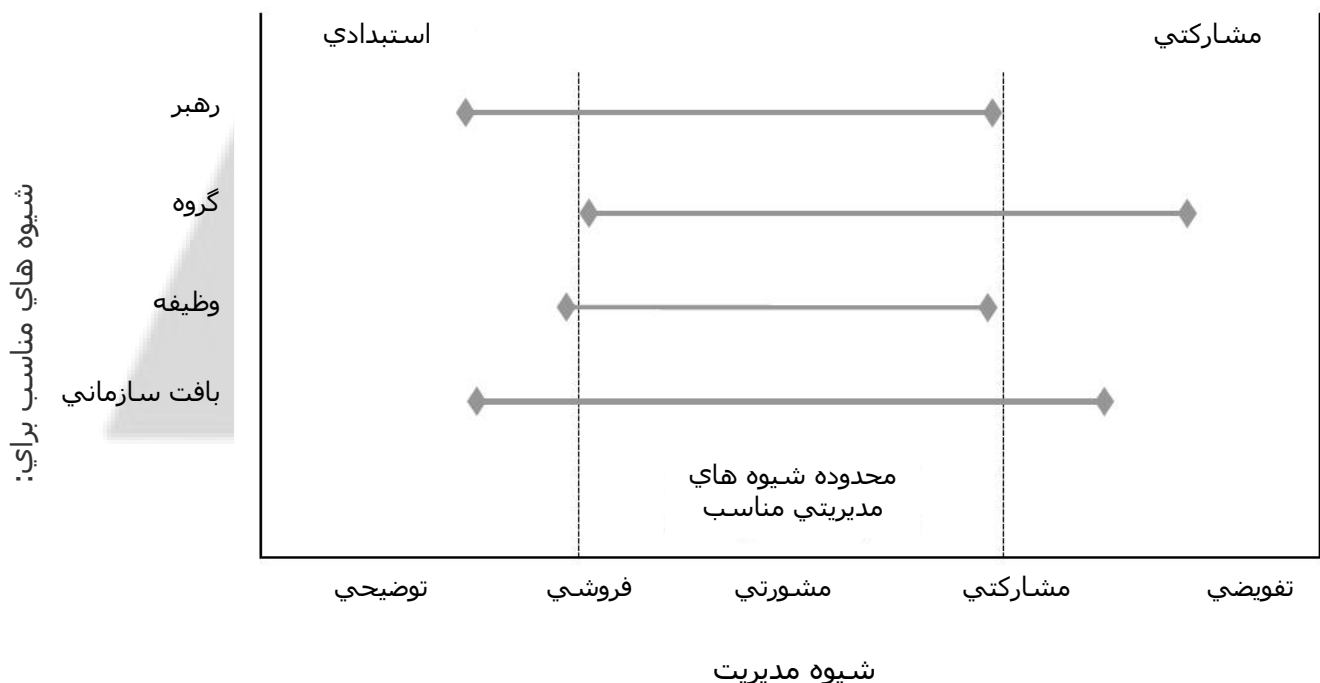 استبدادي
مشاركتي
رهبر
گروه
وظيفه
بافت سازماني
شيوه هاي مناسب براي:
محدوده شيوه هاي
مديريتي مناسب
توضيحي
فروشي
مشورتي
مشاركتي
تفويضي
شيوه مديريت